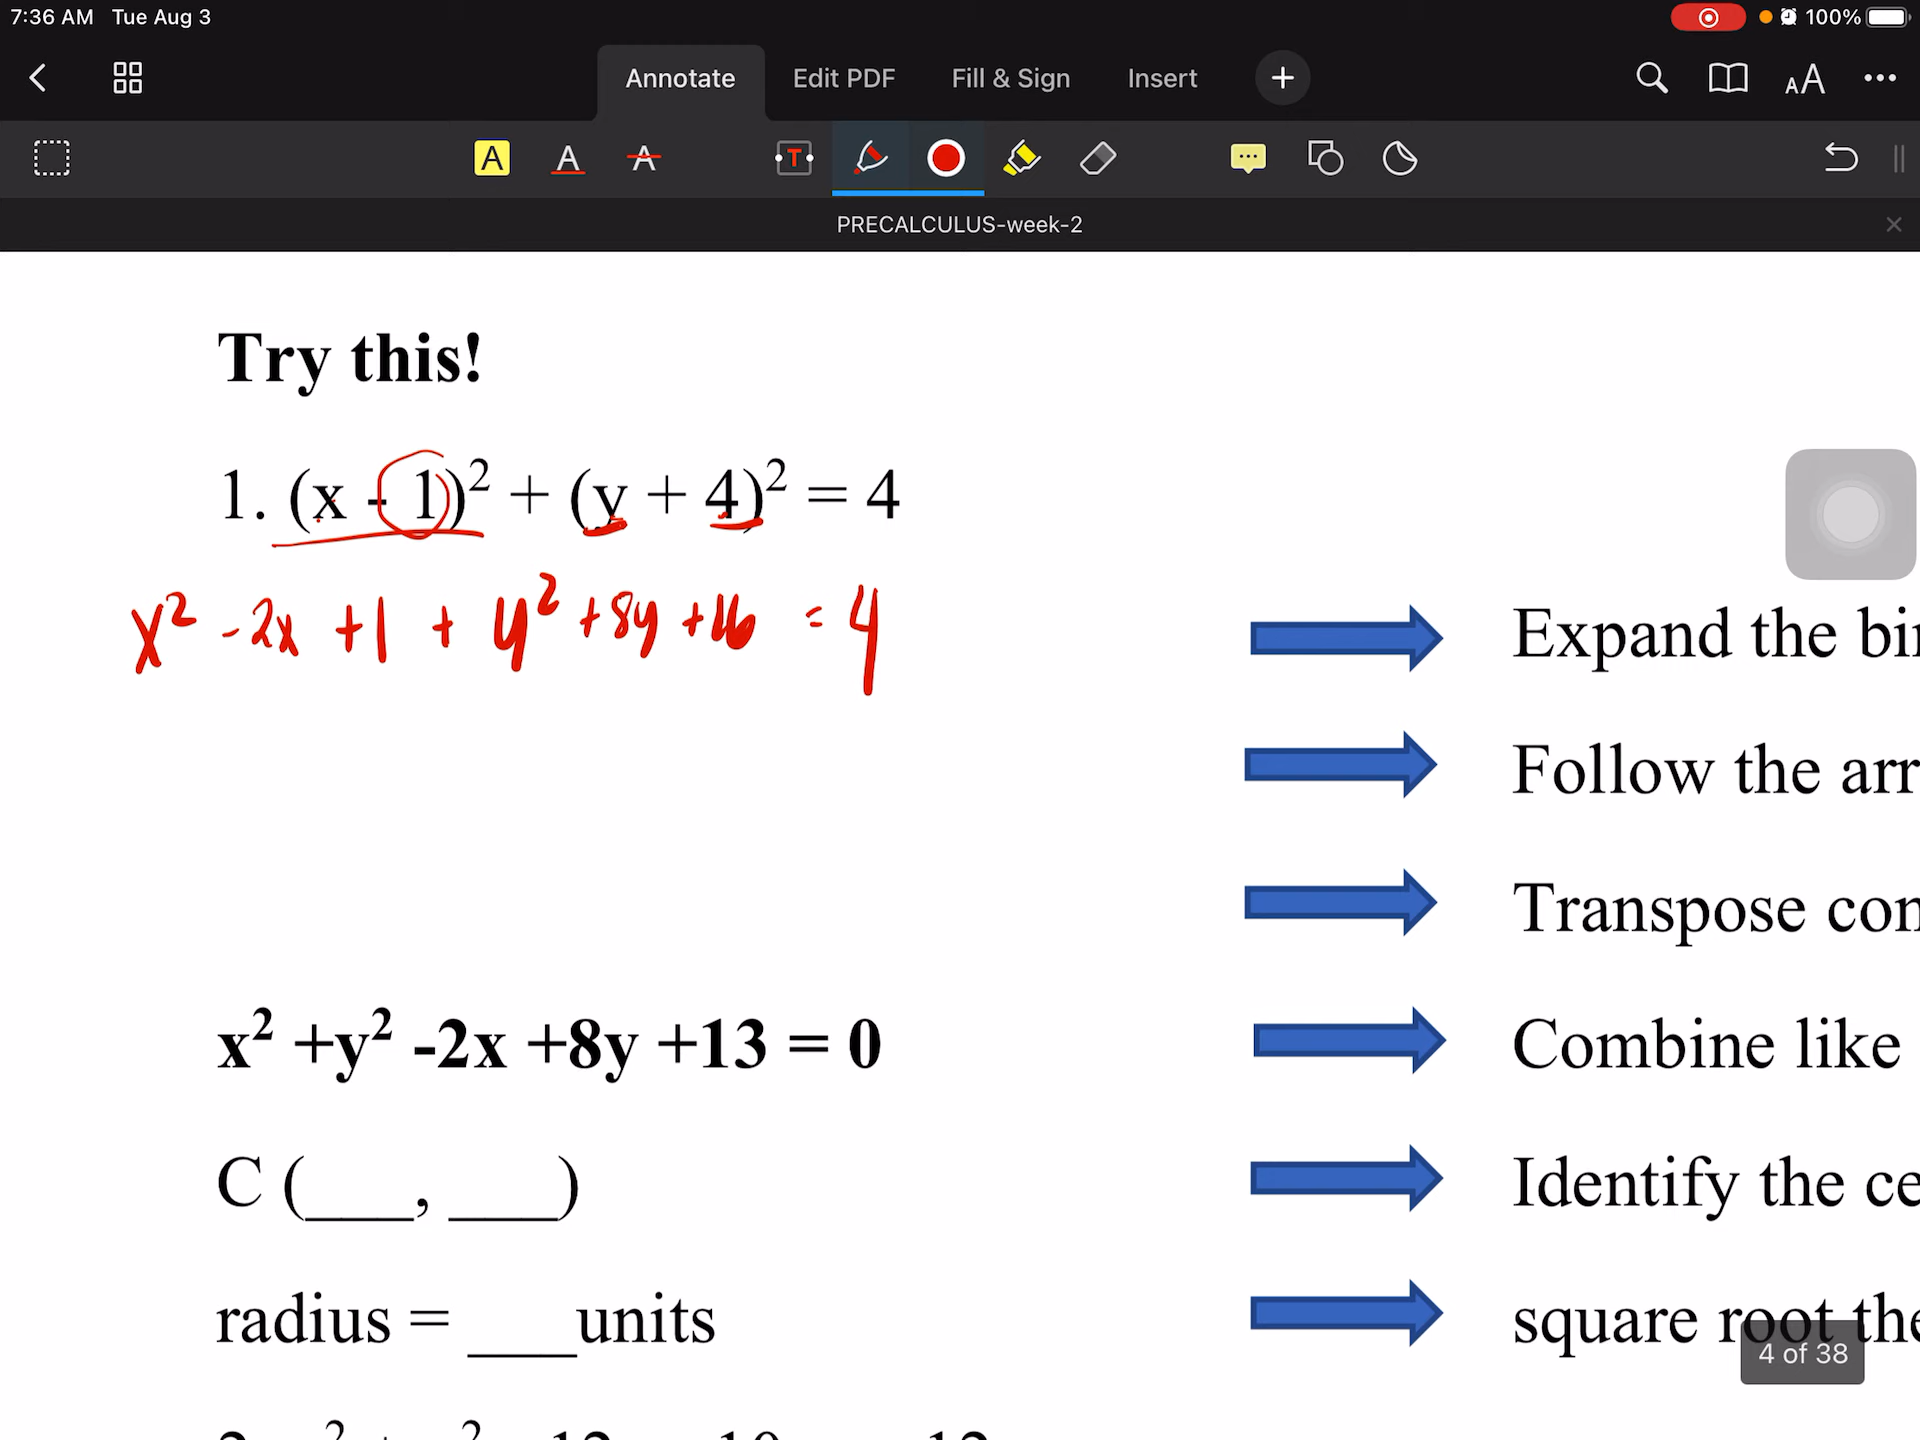 7:36 AM Tue Aug 3 100%
Annotate Edit PDF Fill & Sign Insert + AA
A A A T
PRECALCULUS-week-2
Try this!
1. (x - 1)² + (y + 4)² = 4
x² - 2x + 1 + y² + 8y + 16 = 4
Expand the bin
Follow the arr
Transpose con
x² +y² -2x +8y +13 = 0
Combine like
C (___, ___)
Identify the ce
radius = ___units
square root the
4 of 38